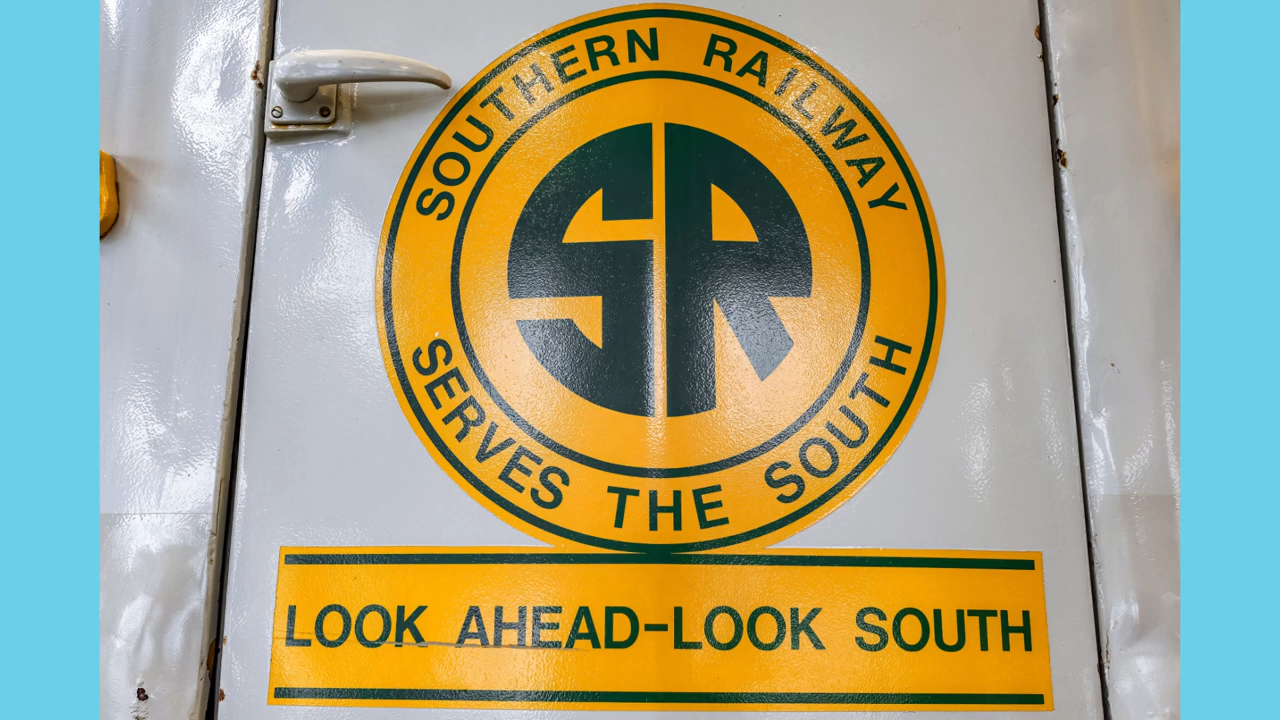 SOUTHERN RAILWAY
SR
SERVES THE SOUTH
LOOK AHEAD-LOOK SOUTH